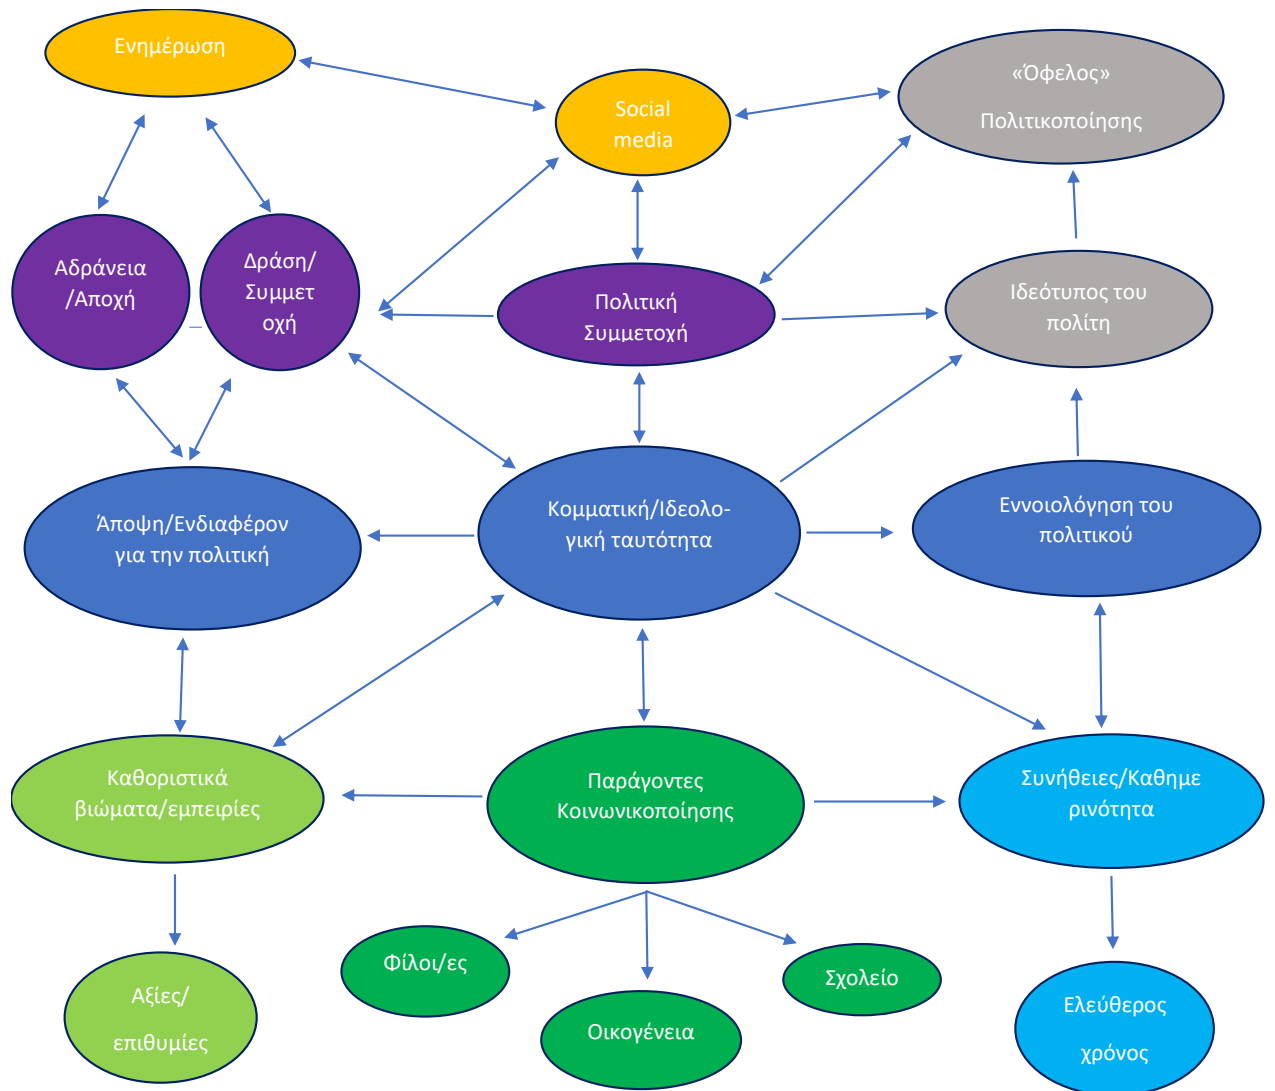 Ενημέρωση
Social
media
«Όφελος»
Πολιτικοποίησης
Αδράνεια
/Αποχή
Δράση/
Συμμετ
οχή
Πολιτική
Συμμετοχή
Ιδεότυπος του
πολίτη
Άποψη/Ενδιαφέρον
για την πολιτική
Κομματική/Ιδεολο-
γική ταυτότητα
Εννοιολόγηση του
πολιτικού
Καθοριστικά
βιώματα/εμπειρίες
Παράγοντες
Κοινωνικοποίησης
Συνήθειες/Καθημε
ρινότητα
Φίλοι/ες
Σχολείο
Οικογένεια
Αξίες/
επιθυμίες
Ελεύθερος
χρόνος